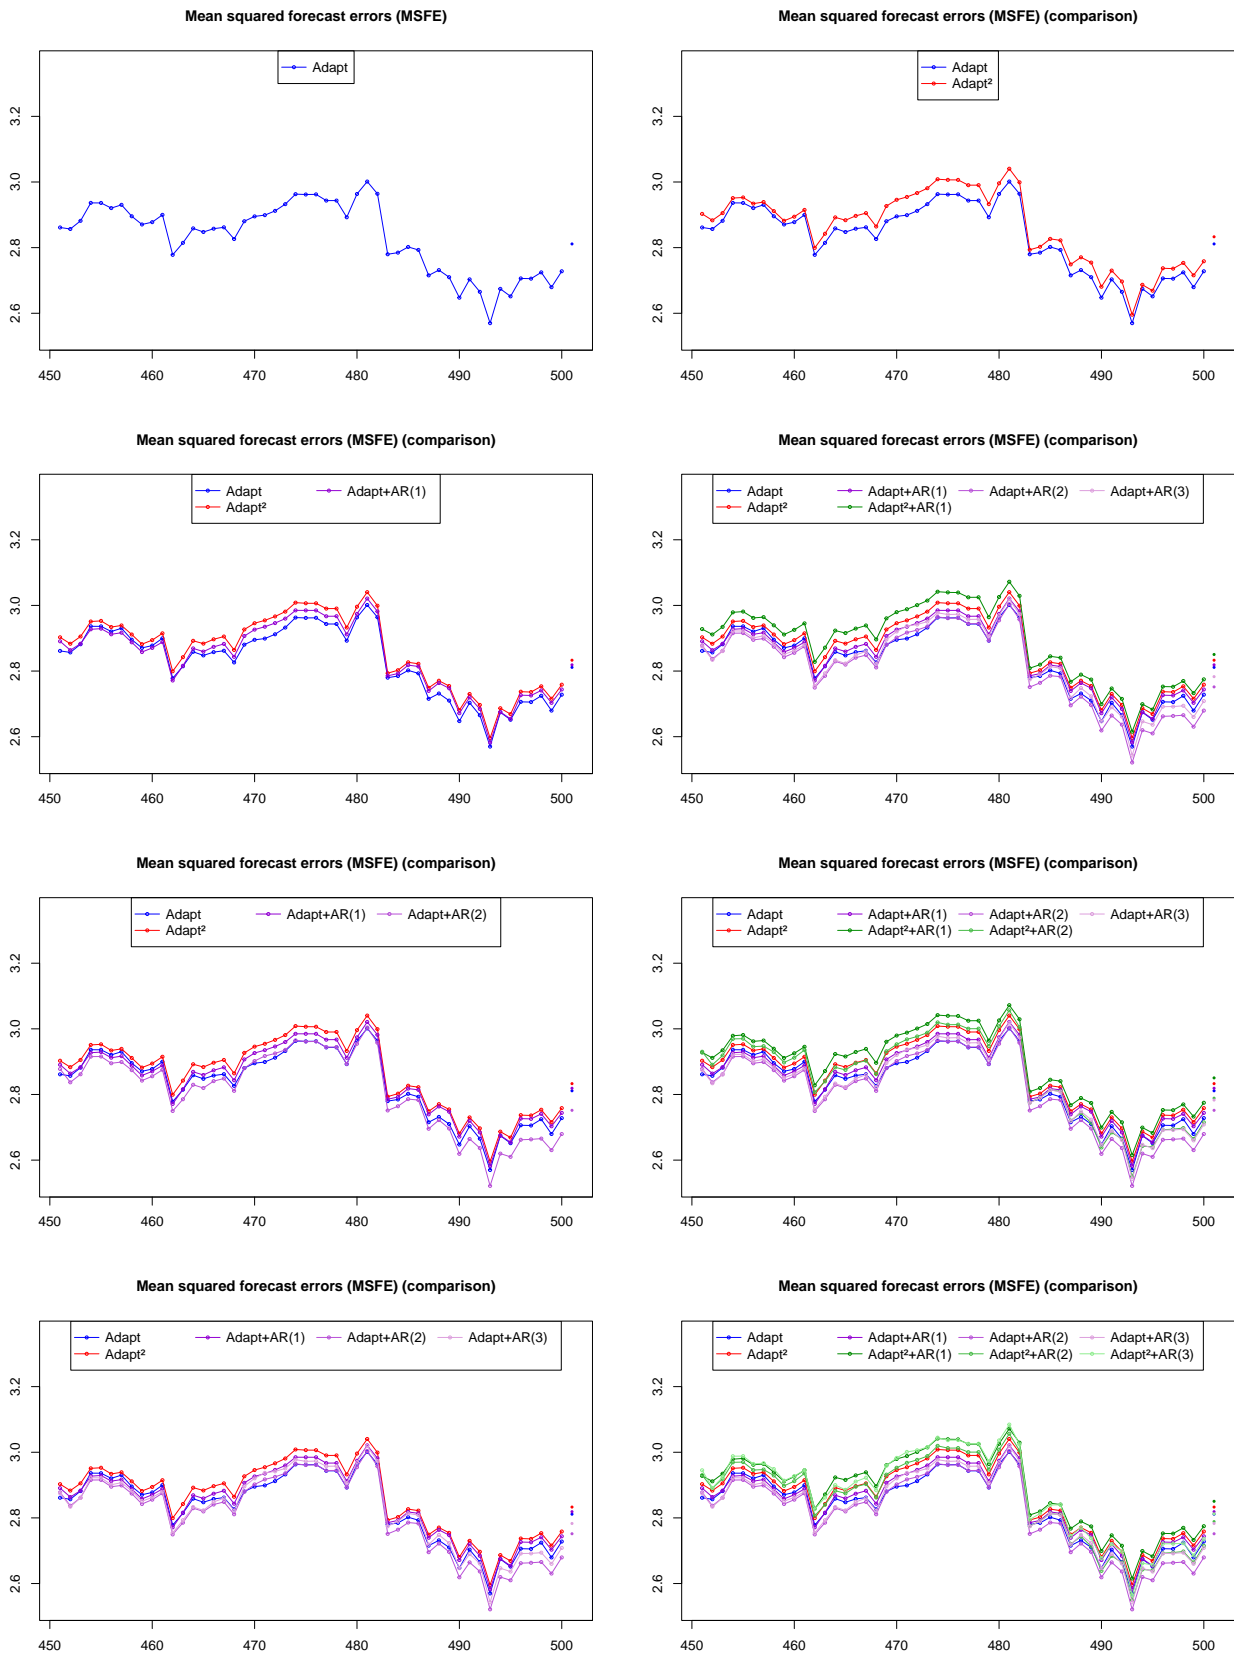 Mean squared forecast errors (MSFE)
Adapt
3.2
3.0
2.8
2.6
450 460 470 480 490 500
Mean squared forecast errors (MSFE) (comparison)
Adapt
Adapt²
3.2
3.0
2.8
2.6
450 460 470 480 490 500
Mean squared forecast errors (MSFE) (comparison)
Adapt Adapt+AR(1)
Adapt²
3.2
3.0
2.8
2.6
450 460 470 480 490 500
Mean squared forecast errors (MSFE) (comparison)
Adapt Adapt+AR(1) Adapt+AR(2) Adapt+AR(3)
Adapt² Adapt²+AR(1)
3.2
3.0
2.8
2.6
450 460 470 480 490 500
Mean squared forecast errors (MSFE) (comparison)
Adapt Adapt+AR(1) Adapt+AR(2)
Adapt²
3.2
3.0
2.8
2.6
450 460 470 480 490 500
Mean squared forecast errors (MSFE) (comparison)
Adapt Adapt+AR(1) Adapt+AR(2) Adapt+AR(3)
Adapt² Adapt²+AR(1) Adapt²+AR(2)
3.2
3.0
2.8
2.6
450 460 470 480 490 500
Mean squared forecast errors (MSFE) (comparison)
Adapt Adapt+AR(1) Adapt+AR(2) Adapt+AR(3)
Adapt²
3.2
3.0
2.8
2.6
450 460 470 480 490 500
Mean squared forecast errors (MSFE) (comparison)
Adapt Adapt+AR(1) Adapt+AR(2) Adapt+AR(3)
Adapt² Adapt²+AR(1) Adapt²+AR(2) Adapt²+AR(3)
3.2
3.0
2.8
2.6
450 460 470 480 490 500